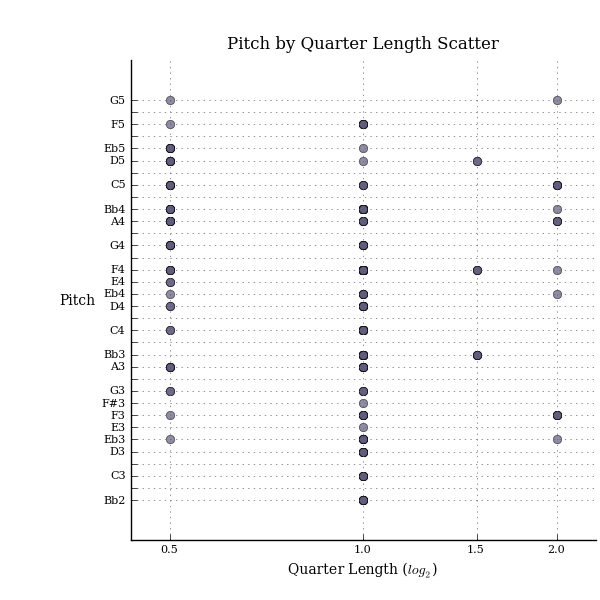 Pitch by Quarter Length Scatter
G5
F5
Eb5
D5
C5
Bb4
A4
G4
F4
E4
Eb4
Pitch
D4
C4
Bb3
A3
G3
F#3
F3
E3
Eb3
D3
C3
Bb2
0.5 1.0 1.5 2.0
Quarter Length (log₂)